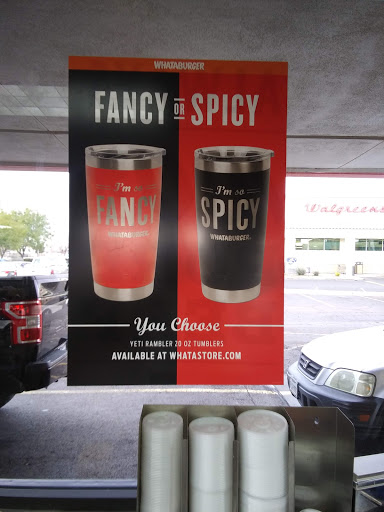 WHATABURGER
FANCY OR SPICY
I'm so
FANCY
WHATABURGER.
I'm so
SPICY
WHATABURGER.
You Choose
YETI RAMBLER 20 OZ TUMBLERS
AVAILABLE AT WHATASTORE.COM
Walgreens